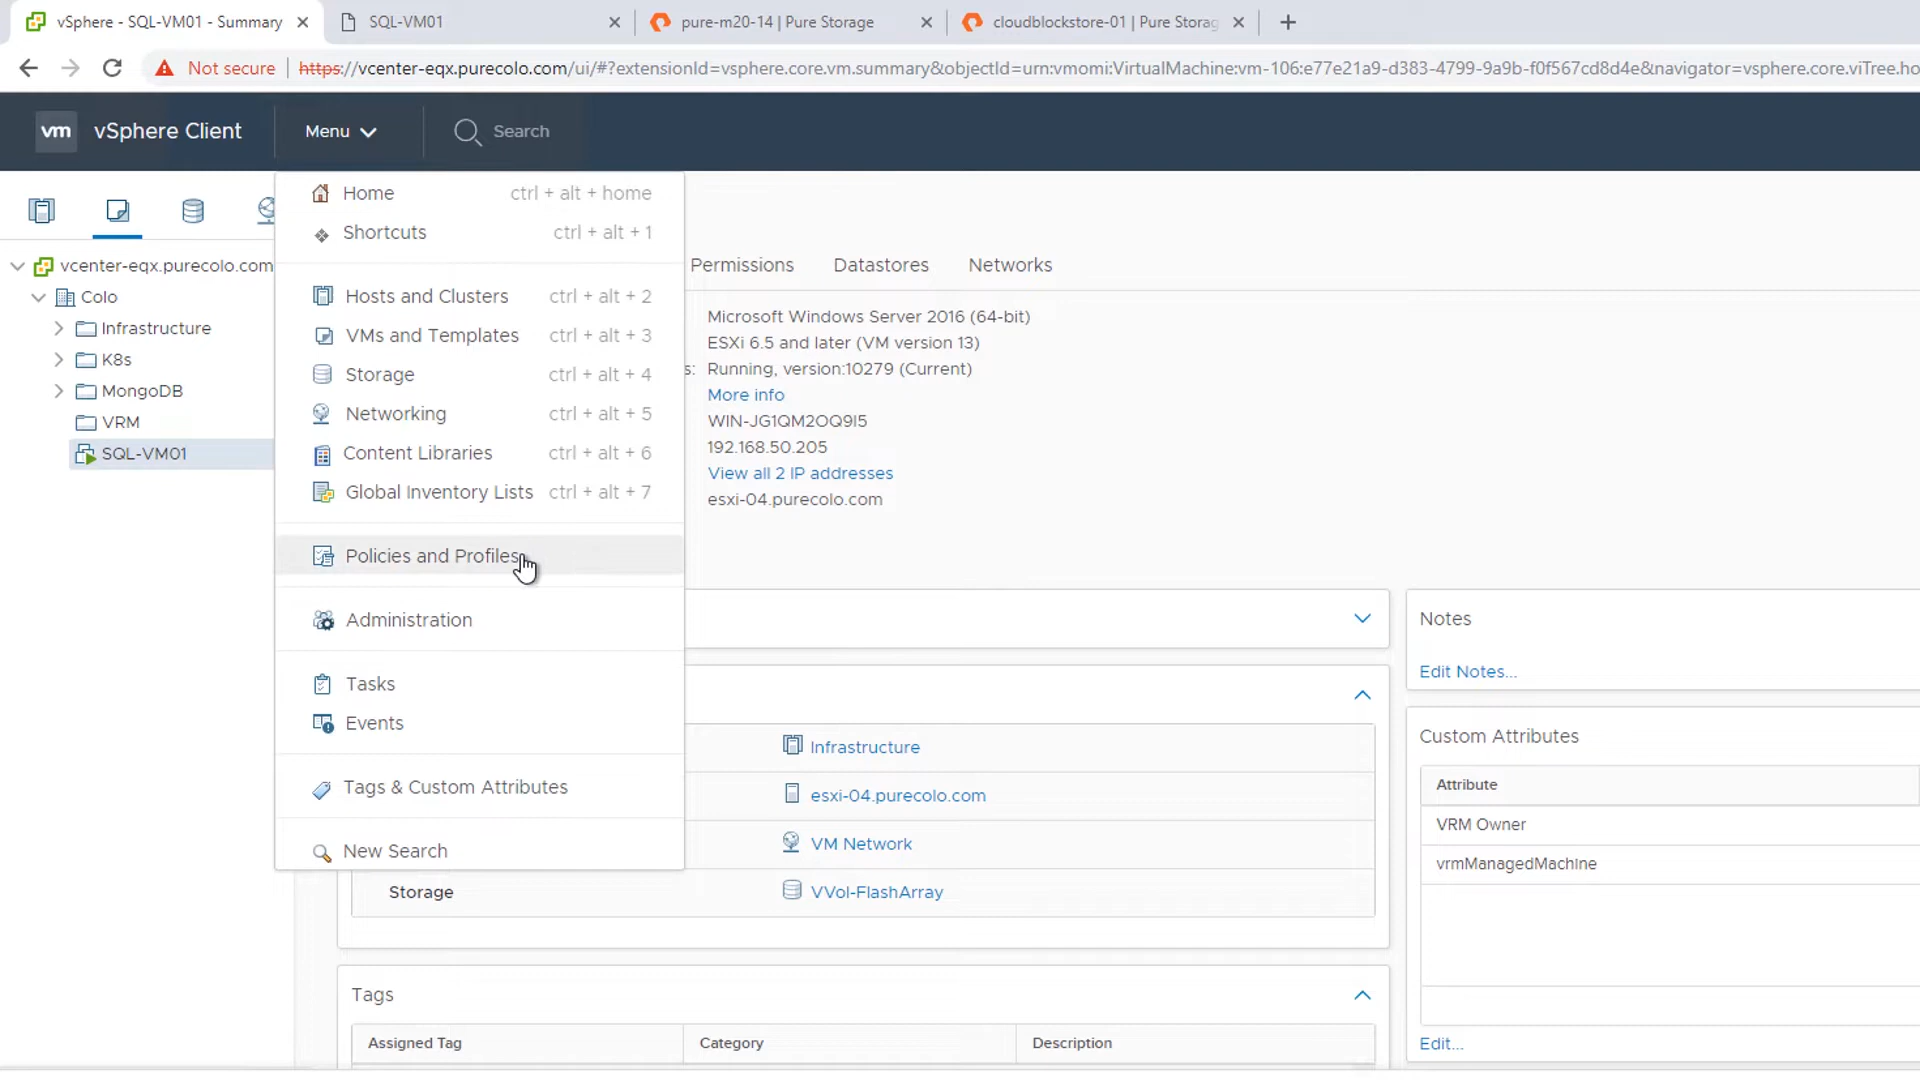 vSphere - SQL-VM01 - Summary
SQL-VM01
pure-m20-14 | Pure Storage
cloudblockstore-01 | Pure Storag
Not secure
https://vcenter-eqx.purecolo.com/ui/#?extensionId=vsphere.core.vm.summary&objectId=urn:vmomi:VirtualMachine:vm-106:e77e21a9-d383-4799-9a9b-f0f567cd8d4e&navigator=vsphere.core.viTree.ho
vm vSphere Client
Menu
Search
Home ctrl + alt + home
Shortcuts ctrl + alt + 1
Hosts and Clusters ctrl + alt + 2
VMs and Templates ctrl + alt + 3
Storage ctrl + alt + 4
Networking ctrl + alt + 5
Content Libraries ctrl + alt + 6
Global Inventory Lists ctrl + alt + 7
Policies and Profiles
Administration
Tasks
Events
Tags & Custom Attributes
New Search
vcenter-eqx.purecolo.com
Colo
Infrastructure
K8s
MongoDB
VRM
SQL-VM01
Permissions Datastores Networks
Microsoft Windows Server 2016 (64-bit)
ESXi 6.5 and later (VM version 13)
s: Running, version:10279 (Current)
More info
WIN-JG1QM2OQ9I5
192.168.50.205
View all 2 IP addresses
esxi-04.purecolo.com
Infrastructure
esxi-04.purecolo.com
VM Network
Storage VVol-FlashArray
Tags
Assigned Tag Category Description
Notes
Edit Notes...
Custom Attributes
Attribute
VRM Owner
vrmManagedMachine
Edit...